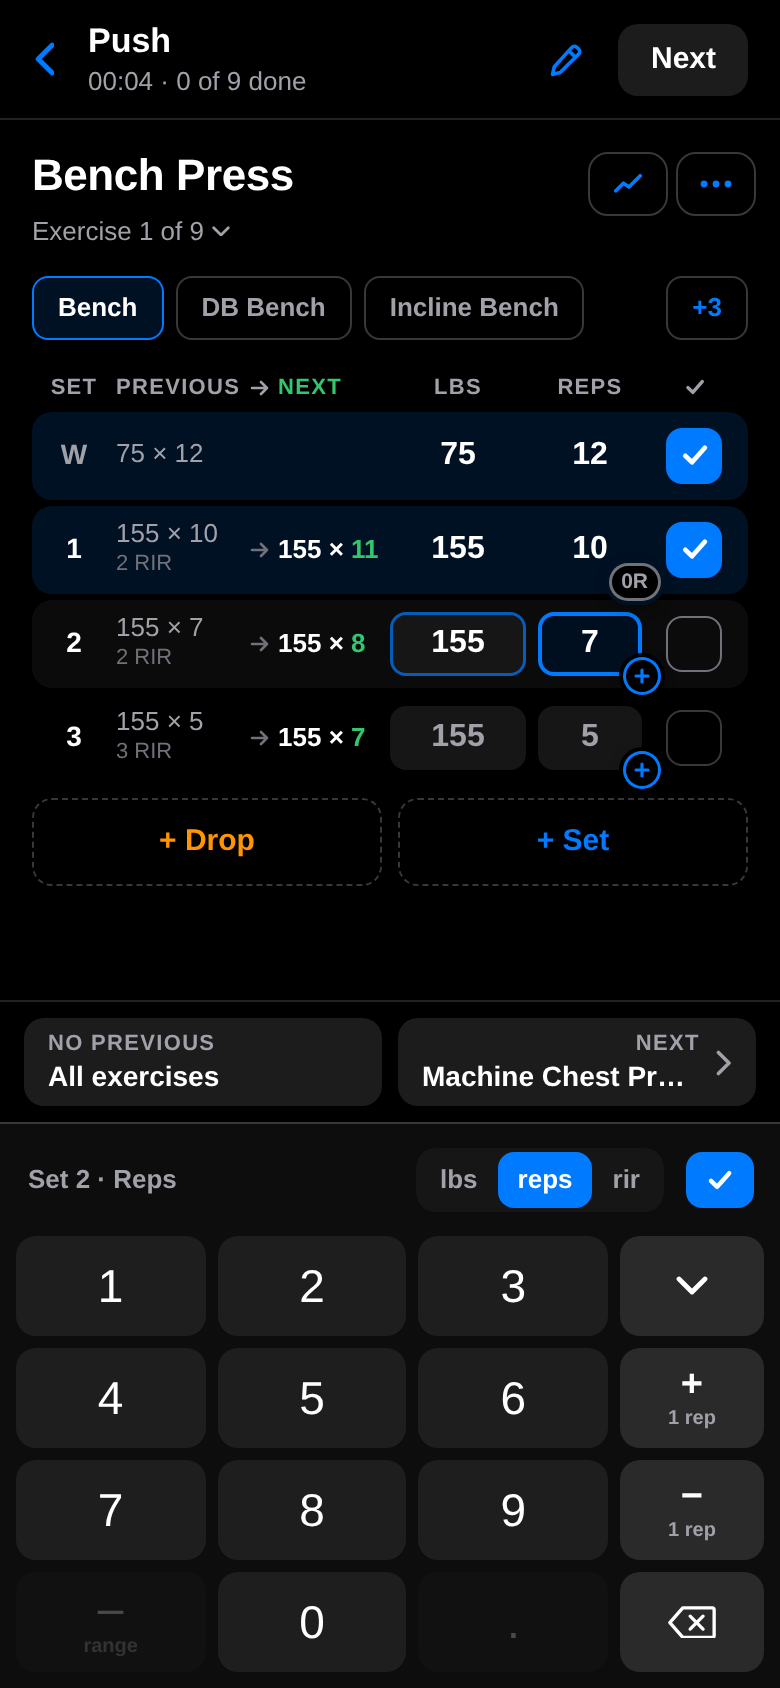 Push
00:04 · 0 of 9 done
Next
Bench Press
Exercise 1 of 9
Bench
DB Bench
Incline Bench
+3
SET PREVIOUS → NEXT LBS REPS ✓
W 75 × 12 75 12
1 155 × 10 → 155 × 11 155 10
2 RIR
0R
2 155 × 7 → 155 × 8 155 7
2 RIR
+
3 155 × 5 → 155 × 7 155 5
3 RIR
+
+ Drop
+ Set
NO PREVIOUS
All exercises
NEXT
Machine Chest Pr…
Set 2 · Reps
lbs reps rir
1 2 3
4 5 6 +
1 rep
7 8 9 −
1 rep
– 0 .
range